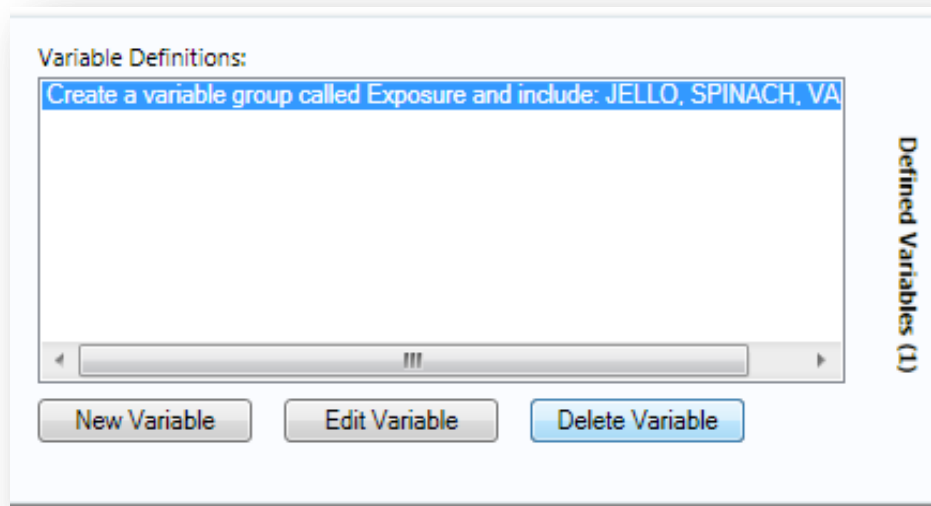 Variable Definitions:
Create a variable group called Exposure and include: JELLO, SPINACH, VA
New Variable
Edit Variable
Delete Variable
Defined Variables (1)